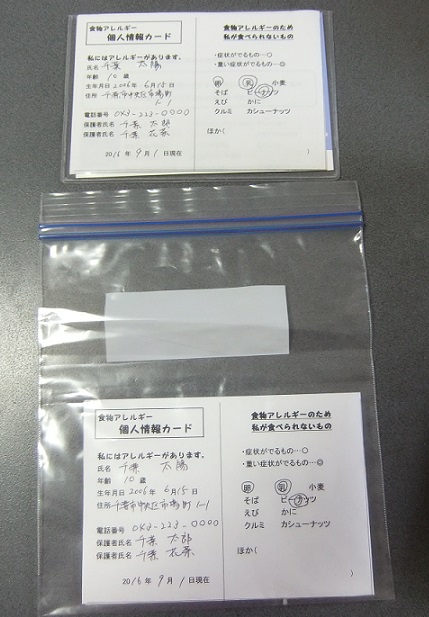 食物アレルギー
個人情報カード
私にはアレルギーがあります。
氏名 千葉 太陽
年齢 10歳
生年月日 2006年 6月15日
住所 千葉市中央区市場町
1-1
電話番号 043-223-0000
保護者氏名 千葉 太郎
保護者氏名 千葉 花菜
2016年 9月1日現在
食物アレルギーのため
私が食べられないもの
・症状がでるもの…○
・重い症状がでるもの…◎
卵 乳 小麦
そば ピーナッツ
えび かに
クルミ カシューナッツ
ほか( )
食物アレルギー
個人情報カード
私にはアレルギーがあります。
氏名 千葉 太陽
年齢 10歳
生年月日 2006年 6月15日
住所 千葉市中央区市場町 1-1
電話番号 043-223-0000
保護者氏名 千葉 太郎
保護者氏名 千葉 花菜
2016年 9月1日現在
食物アレルギーのため
私が食べられないもの
・症状がでるもの…○
・重い症状がでるもの…◎
卵 乳 小麦
そば ピーナッツ
えび かに
クルミ カシューナッツ
ほか( )